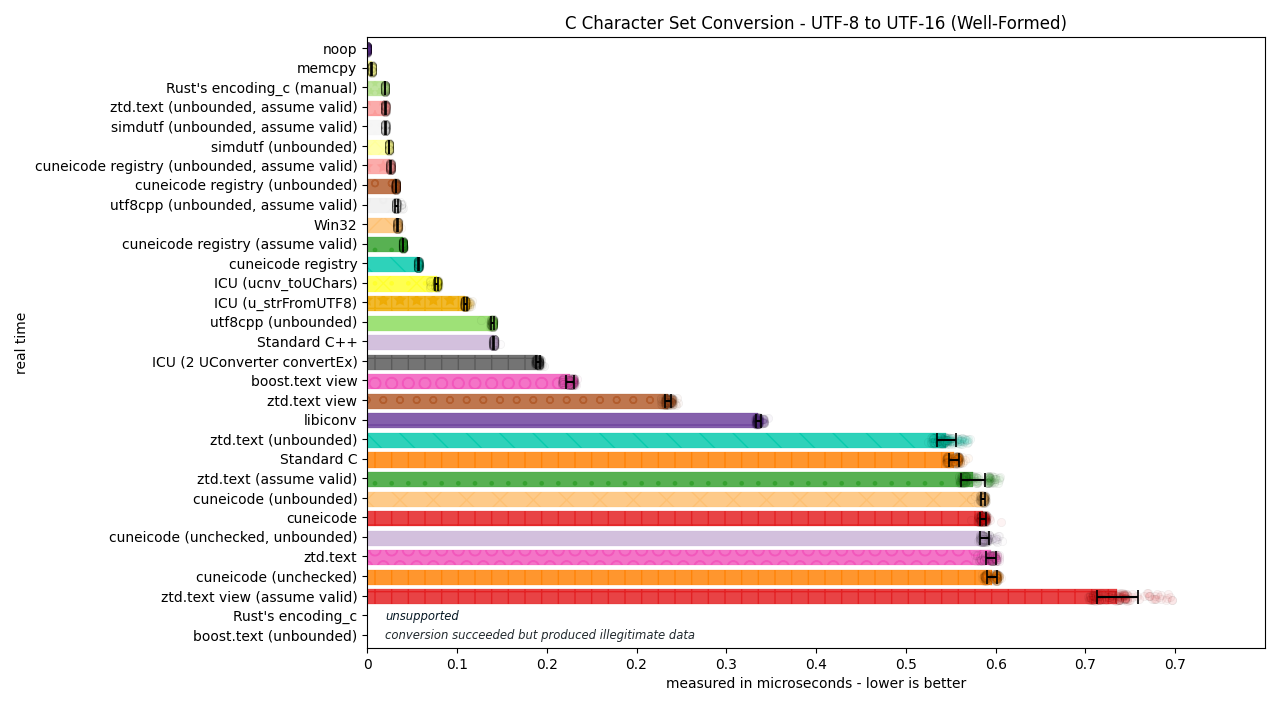 C Character Set Conversion - UTF-8 to UTF-16 (Well-Formed)
noop
memcpy
Rust's encoding_c (manual)
ztd.text (unbounded, assume valid)
simdutf (unbounded, assume valid)
simdutf (unbounded)
cuneicode registry (unbounded, assume valid)
cuneicode registry (unbounded)
utf8cpp (unbounded, assume valid)
Win32
cuneicode registry (assume valid)
cuneicode registry
ICU (ucnv_toUChars)
ICU (u_strFromUTF8)
utf8cpp (unbounded)
Standard C++
ICU (2 UConverter convertEx)
boost.text view
ztd.text view
libiconv
ztd.text (unbounded)
Standard C
ztd.text (assume valid)
cuneicode (unbounded)
cuneicode
cuneicode (unchecked, unbounded)
ztd.text
cuneicode (unchecked)
ztd.text view (assume valid)
Rust's encoding_c unsupported
boost.text (unbounded) conversion succeeded but produced illegitimate data
real time
0 0.1 0.2 0.2 0.3 0.4 0.5 0.6 0.7 0.7
measured in microseconds - lower is better